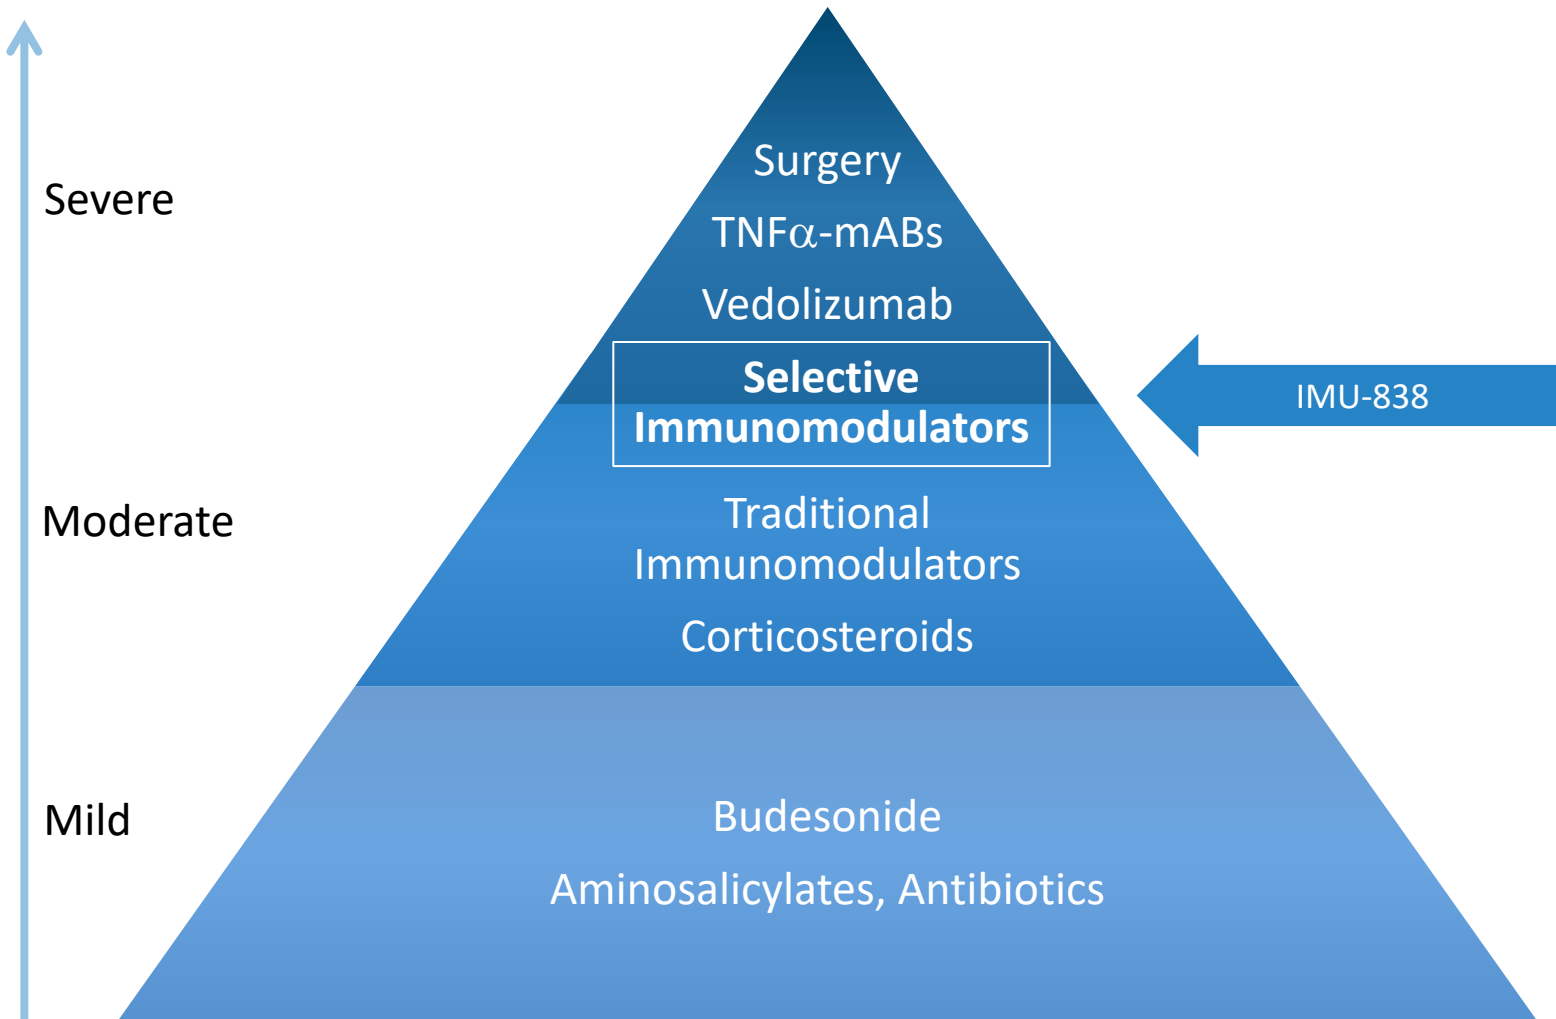 Severe
Surgery
TNFα-mABs
Vedolizumab
Selective
Immunomodulators
IMU-838
Moderate
Traditional
Immunomodulators
Corticosteroids
Mild
Budesonide
Aminosalicylates, Antibiotics